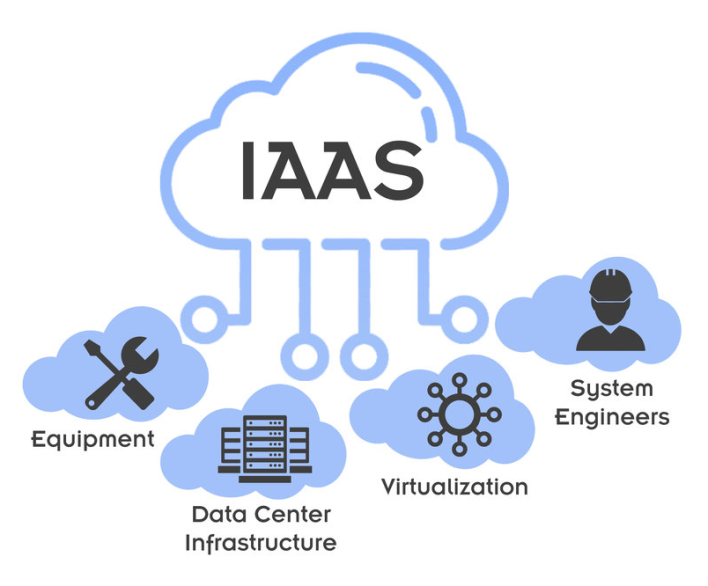 IAAS
Equipment
Data Center
Infrastructure
Virtualization
System
Engineers